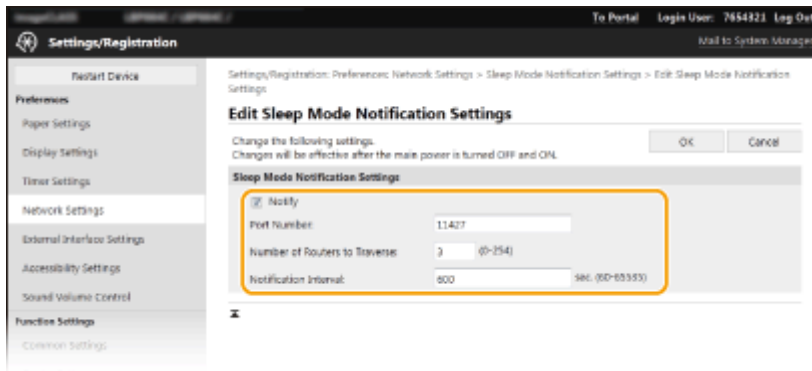 To Portal Login User: 7654321 Log Out
Settings/Registration
Mail to System Manager
Restart Device
Preferences
Paper Settings
Display Settings
Timer Settings
Network Settings
External Interface Settings
Accessibility Settings
Sound Volume Control
Function Settings
Common Settings
Settings/Registration: Preferences: Network Settings > Sleep Mode Notification Settings > Edit Sleep Mode Notification
Settings
Edit Sleep Mode Notification Settings
Change the following settings.
Changes will be effective after the main power is turned OFF and ON.
OK Cancel
Sleep Mode Notification Settings
Notify
Port Number: 11427
Number of Routers to Traverse: 3 (0-254)
Notification Interval: 600 sec. (60-65535)